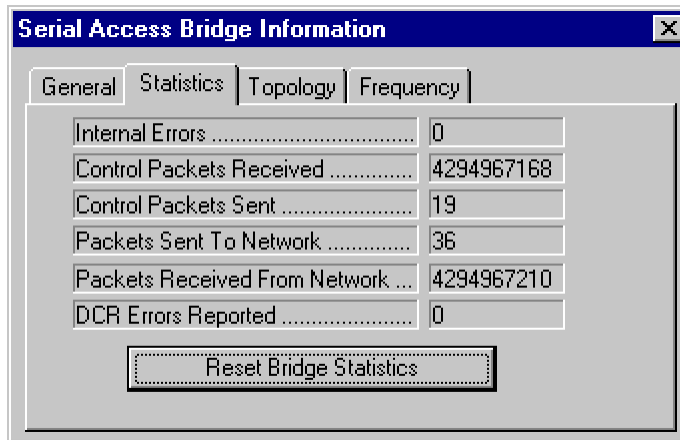 Serial Access Bridge Information
General Statistics Topology Frequency
Internal Errors .................................. 0
Control Packets Received .............. 4294967168
Control Packets Sent ...................... 19
Packets Sent To Network .............. 36
Packets Received From Network ... 4294967210
DCR Errors Reported ...................... 0
Reset Bridge Statistics